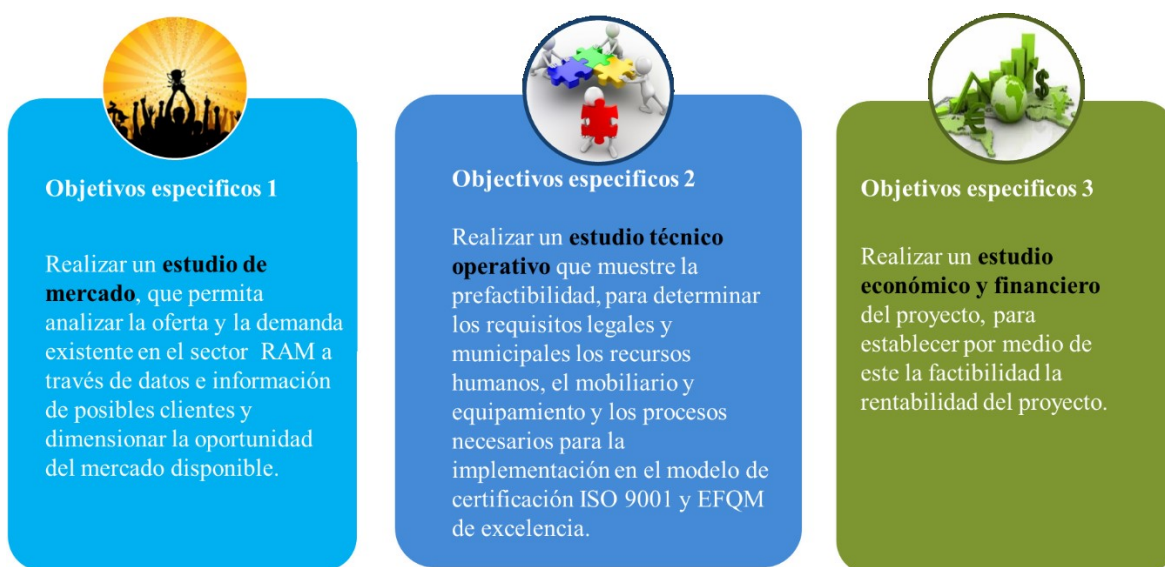 Objetivos especificos 1
Realizar un estudio de
mercado, que permita
analizar la oferta y la demanda
existente en el sector RAM a
través de datos e información
de posibles clientes y
dimensionar la oportunidad
del mercado disponible.
Objectivos especificos 2
Realizar un estudio técnico
operativo que muestre la
prefactibilidad, para determinar
los requisitos legales y
municipales los recursos
humanos, el mobiliario y
equipamiento y los procesos
necesarios para la
implementación en el modelo de
certificación ISO 9001 y EFQM
de excelencia.
Objetivos especificos 3
Realizar un estudio
económico y financiero
del proyecto, para
establecer por medio de
este la factibilidad la
rentabilidad del proyecto.